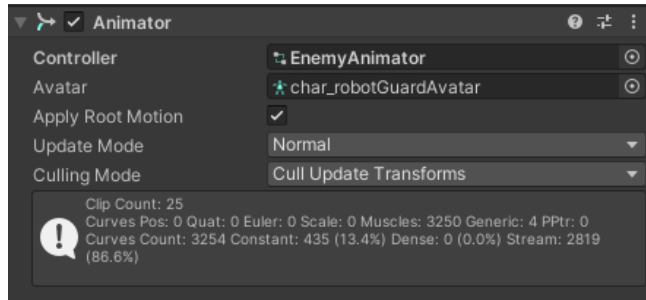 Animator
Controller EnemyAnimator
Avatar char_robotGuardAvatar
Apply Root Motion
Update Mode Normal
Culling Mode Cull Update Transforms
Clip Count: 25
Curves Pos: 0 Quat: 0 Euler: 0 Scale: 0 Muscles: 3250 Generic: 4 PPtr: 0
Curves Count: 3254 Constant: 435 (13.4%) Dense: 0 (0.0%) Stream: 2819
(86.6%)